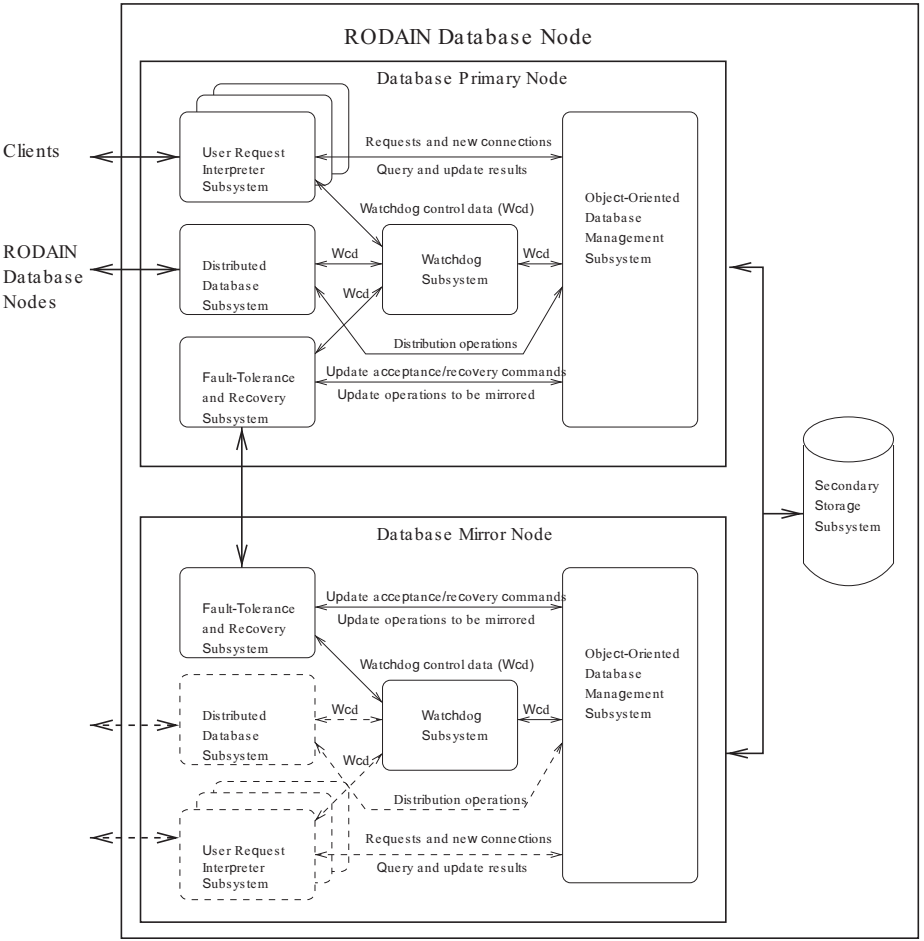 RODAIN Database Node
Database Primary Node
Clients
User Request
Interpreter
Subsystem
Requests and new connections
Query and update results
Object-Oriented
Database
Management
Subsystem
Watchdog control data (Wcd)
RODAIN
Database
Nodes
Distributed
Database
Subsystem
Wcd
Watchdog
Subsystem
Wcd
Wcd
Distribution operations
Fault-Tolerance
and Recovery
Subsystem
Update acceptance/recovery commands
Update operations to be mirrored
Secondary
Storage
Subsystem
Database Mirror Node
Fault-Tolerance
and Recovery
Subsystem
Update acceptance/recovery commands
Update operations to be mirrored
Object-Oriented
Database
Management
Subsystem
Watchdog control data (Wcd)
Distributed
Database
Subsystem
Wcd
Watchdog
Subsystem
Wcd
Wcd
Distribution operations
User Request
Interpreter
Subsystem
Requests and new connections
Query and update results